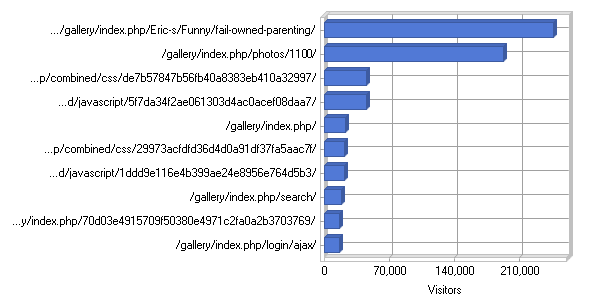 .../gallery/index.php/Eric-s/Funny/fail-owned-parenting/
/gallery/index.php/photos/1100/
...p/combined/css/de7b57847b56fb40a8383eb410a32997/
...d/javascript/5f7da34f2ae061303d4ac0acef08daa7/
/gallery/index.php/
...p/combined/css/29973acfdfd36d4d0a91df37fa5aac7f/
...d/javascript/1ddd9e116e4b399ae24e8956e764d5b3/
/gallery/index.php/search/
...y/index.php/70d03e4915709f50380e4971c2fa0a2b3703769/
/gallery/index.php/login/ajax/
0 70,000 140,000 210,000
Visitors